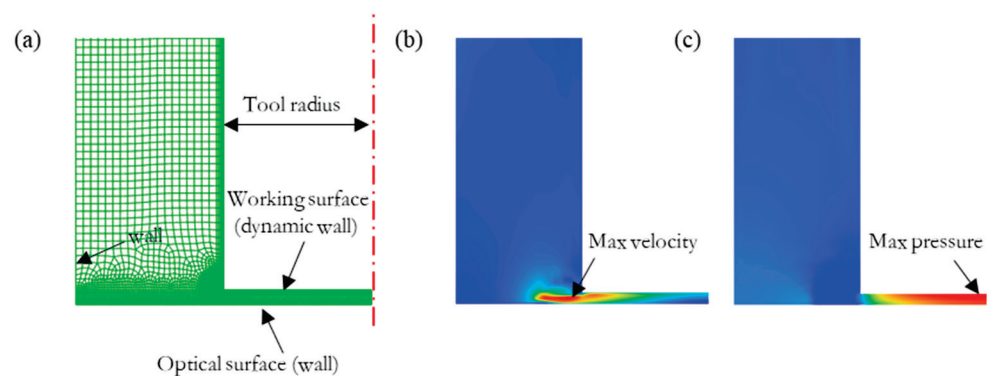 (a)
Tool radius
Working surface
(dynamic wall)
wall
Optical surface (wall)
(b)
Max velocity
(c)
Max pressure